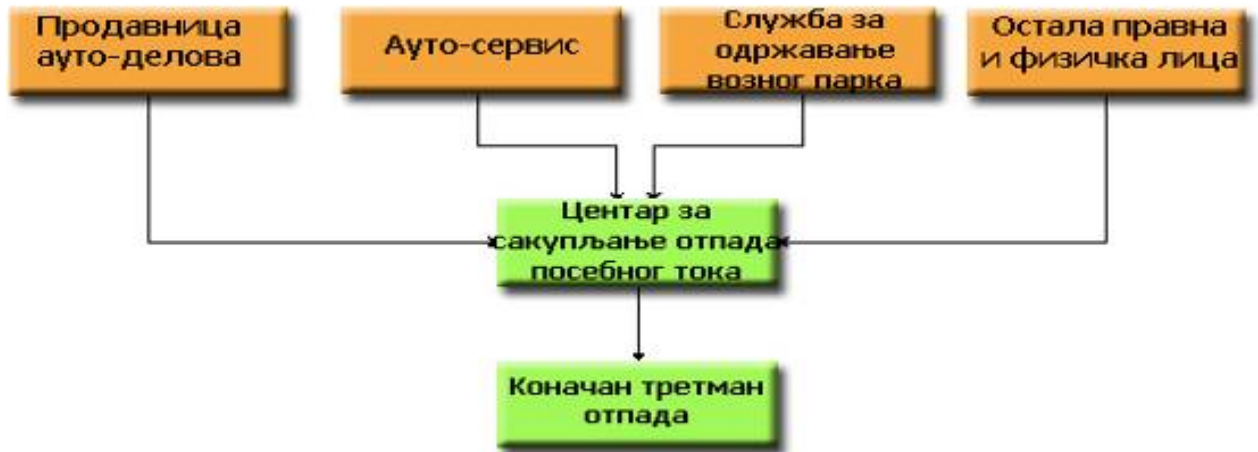 Продавница
ауто-делова
Ауто-сервис
Служба за
одржавање
возног парка
Остала правна
и физичка лица
Центар за
сакупљање отпада
посебног тока
Коначан третман
отпада